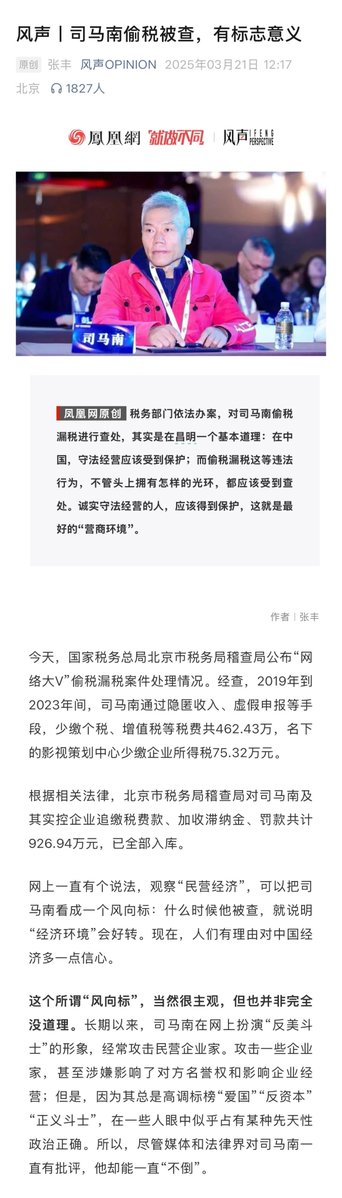 风声丨司马南偷税被查，有标志意义
原创 张丰 风声OPINION 2025年03月21日 12:17
北京 1827人
鳳凰網 就做不同 风声 IFENG
PERSPECTIVE
司马南
凤凰网原创 税务部门依法办案，对司马南偷税
漏税进行查处，其实是在昌明一个基本道理：在中
国，守法经营应该受到保护；而偷税漏税这等违法
行为，不管头上拥有怎样的光环，都应该受到查
处。诚实守法经营的人，应该得到保护，这就是最
好的“营商环境”。
作者丨张丰
今天，国家税务总局北京市税务局稽查局公布“网
络大V”偷税漏税案件处理情况。经查，2019年到
2023年间，司马南通过隐匿收入、虚假申报等手
段，少缴个税、增值税等税费共462.43万，名下
的影视策划中心少缴企业所得税75.32万元。
根据相关法律，北京市税务局稽查局对司马南及
其实控企业追缴税费款、加收滞纳金、罚款共计
926.94万元，已全部入库。
网上一直有个说法，观察“民营经济”，可以把司
马南看成一个风向标：什么时候他被查，就说明
“经济环境”会好转。现在，人们有理由对中国经
济多一点信心。
这个所谓“风向标”，当然很主观，但也并非完全
没道理。长期以来，司马南在网上扮演“反美斗
士”的形象，经常攻击民营企业家。攻击一些企业
家，甚至涉嫌影响了对方名誉权和影响企业经
营；但是，因为其总是高调标榜“爱国”“反资本”
“正义斗士”，在一些人眼中似乎占有某种先天性
政治正确。所以，尽管媒体和法律界对司马南一
直有批评，他却能一直“不倒”。